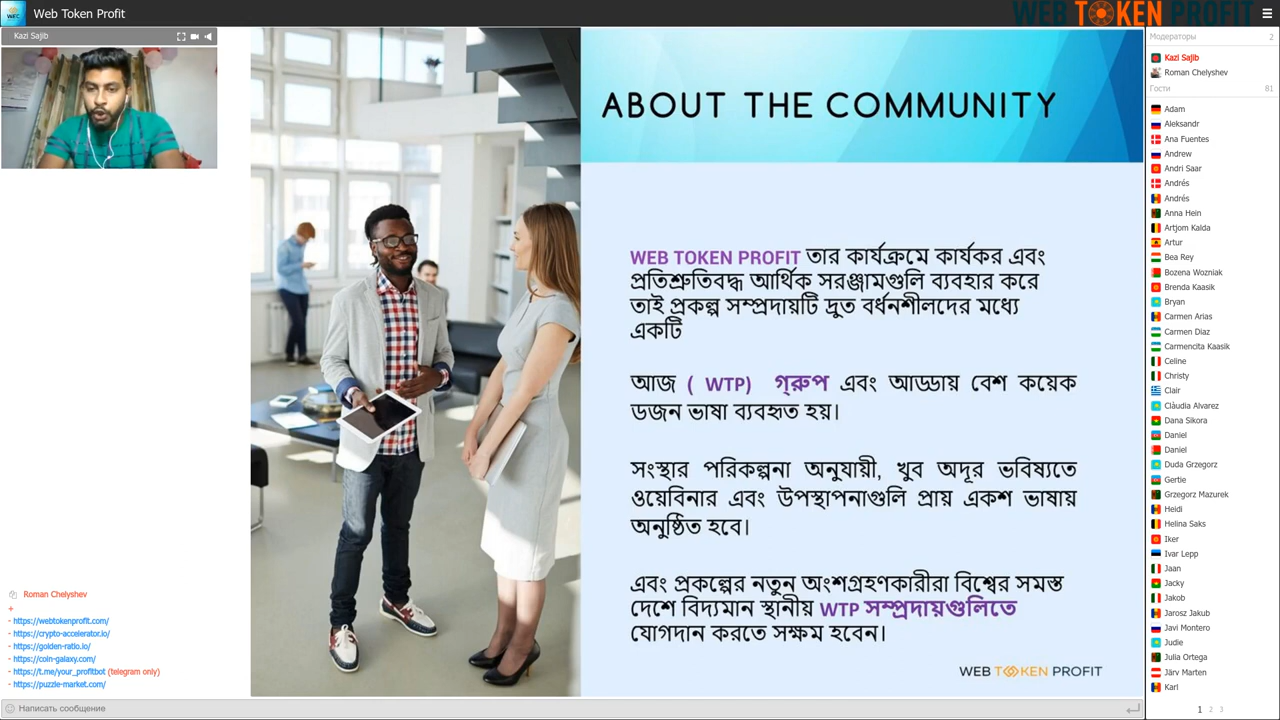 Web Token Profit
WEB TOKEN PROFIT
Kazi Sajib
ABOUT THE COMMUNITY
WEB TOKEN PROFIT তার কার্যক্রমে কার্যকর এবং
প্রতিশ্রুতিবদ্ধ আর্থিক সরঞ্জামগুলি ব্যবহার করে
তাই প্রকল্প সম্প্রদায়টি দ্রুত বর্ধনশীলদের মধ্যে
একটি
আজ ( WTP) গ্রুপ এবং আড্ডায় বেশ কয়েক
ডজন ভাষা ব্যবহৃত হয়।
সংস্থার পরিকল্পনা অনুযায়ী, খুব অদূর ভবিষ্যতে
ওয়েবিনার এবং উপস্থাপনাগুলি প্রায় একশ ভাষায়
অনুষ্ঠিত হবে।
এবং প্রকল্পের নতুন অংশগ্রহণকারীরা বিশ্বের সমস্ত
দেশে বিদ্যমান স্থানীয় WTP সম্প্রদায়গুলিতে
যোগদান করতে সক্ষম হবেন।
WEB TOKEN PROFIT
Roman Chelyshev
+
- https://webtokenprofit.com/
- https://crypto-accelerator.io/
- https://golden-ratio.io/
- https://coin-galaxy.com/
- https://t.me/your_profitbot (telegram only)
- https://puzzle-market.com/
Написать сообщение
Модераторы 2
Kazi Sajib
Roman Chelyshev
Гости 81
Adam
Aleksandr
Ana Fuentes
Andrew
Andri Saar
Andrés
Andrés
Anna Hein
Artjom Kalda
Artur
Bea Rey
Bozena Wozniak
Brenda Kaasik
Bryan
Carmen Arias
Carmen Diaz
Carmencita Kaasik
Celine
Christy
Clair
Cláudia Alvarez
Dana Sikora
Daniel
Daniel
Duda Grzegorz
Gertie
Grzegorz Mazurek
Heidi
Helina Saks
Iker
Ivar Lepp
Jaan
Jacky
Jakob
Jarosz Jakub
Javi Montero
Judie
Julia Ortega
Järv Marten
Karl
1 2 3